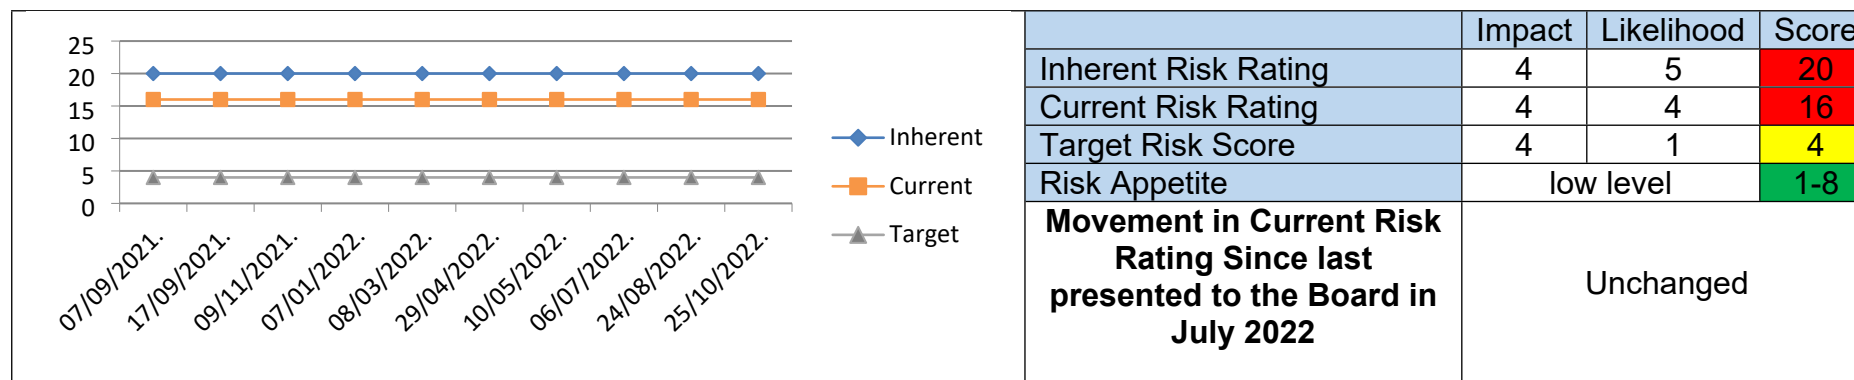 25
20
15
10
5
0
07/09/2021.
17/09/2021.
09/11/2021.
07/01/2022.
08/03/2022.
29/04/2022.
10/05/2022.
06/07/2022.
24/08/2022.
25/10/2022.
Inherent
Current
Target
Impact Likelihood Score
Inherent Risk Rating 4 5 20
Current Risk Rating 4 4 16
Target Risk Score 4 1 4
Risk Appetite low level 1-8
Movement in Current Risk
Rating Since last
presented to the Board in
July 2022
Unchanged